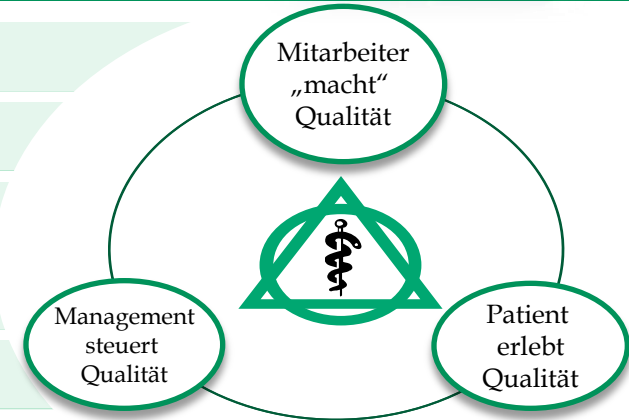 Mitarbeiter
„macht“
Qualität
Management
steuert
Qualität
Patient
erlebt
Qualität